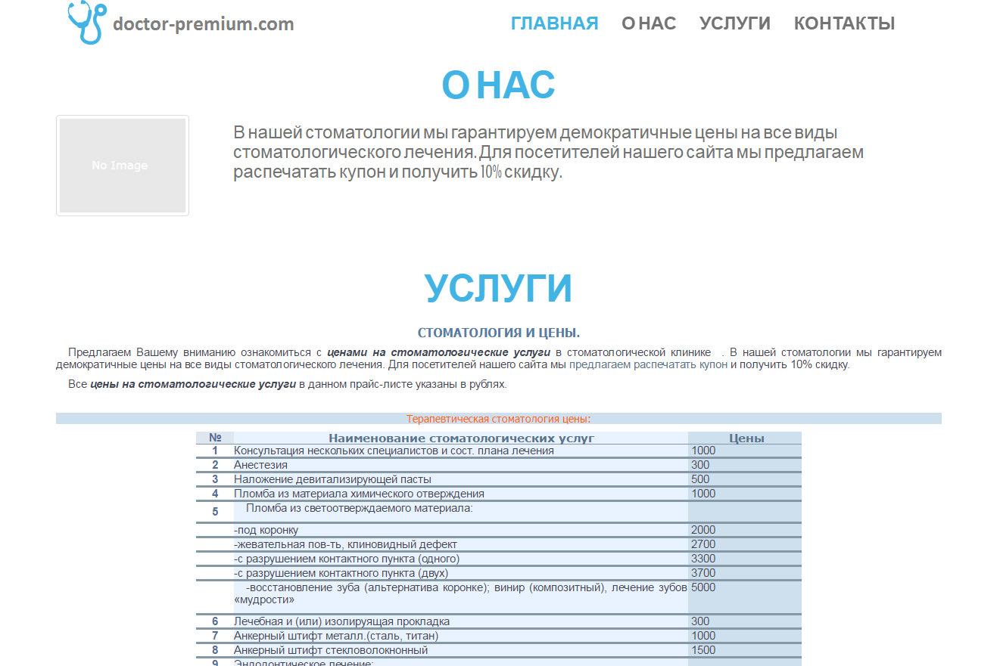 doctor-premium.com
ГЛАВНАЯ О НАС УСЛУГИ КОНТАКТЫ
О НАС
No Image
В нашей стоматологии мы гарантируем демократичные цены на все виды
стоматологического лечения. Для посетителей нашего сайта мы предлагаем
распечатать купон и получить 10% скидку.
УСЛУГИ
СТОМАТОЛОГИЯ И ЦЕНЫ.
Предлагаем Вашему вниманию ознакомиться с ценами на стоматологические услуги в стоматологической клинике . В нашей стоматологии мы гарантируем
демократичные цены на все виды стоматологического лечения. Для посетителей нашего сайта мы предлагаем распечатать купон и получить 10% скидку.
Все цены на стоматологические услуги в данном прайс-листе указаны в рублях.
Терапевтическая стоматология цены:
№ Наименование стоматологических услуг Цены
1 Консультация нескольких специалистов и сост. плана лечения 1000
2 Анестезия 300
3 Наложение девитализирующей пасты 500
4 Пломба из материала химического отверждения 1000
5 Пломба из светоотверждаемого материала:
-под коронку 2000
-жевательная пов-ть, клиновидный дефект 2700
-с разрушением контактного пункта (одного) 3300
-с разрушением контактного пункта (двух) 3700
-восстановление зуба (альтернатива коронке); винир (композитный), лечение зубов 5000
«мудрости»
6 Лечебная и (или) изолируящая прокладка 300
7 Анкерный штифт металл.(сталь, титан) 1000
8 Анкерный штифт стекловолокнонный 1500
9 Эндодонтическое лечение: